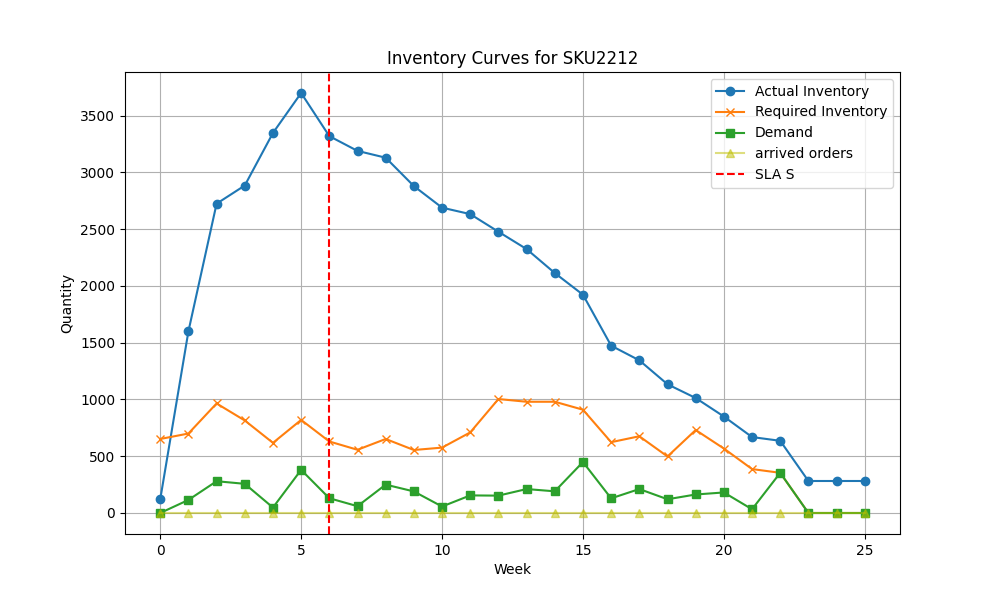 Inventory Curves for SKU2212
Actual Inventory
Required Inventory
Demand
arrived orders
SLA S
Quantity
3500
3000
2500
2000
1500
1000
500
0
0 5 10 15 20 25
Week